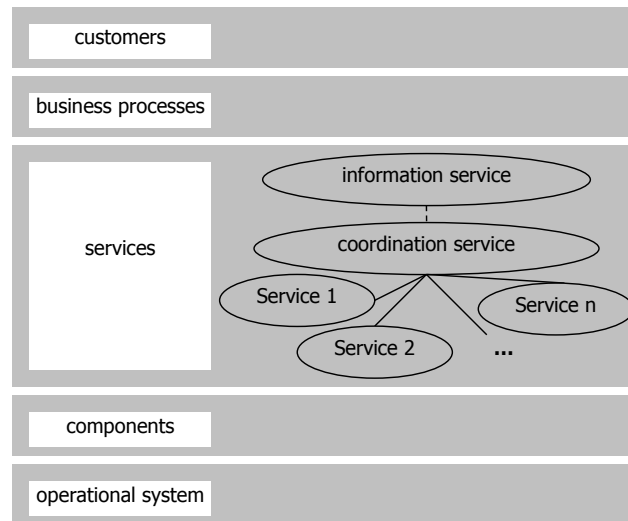 customers
business processes
information service
services
coordination service
Service 1
Service n
Service 2
...
components
operational system